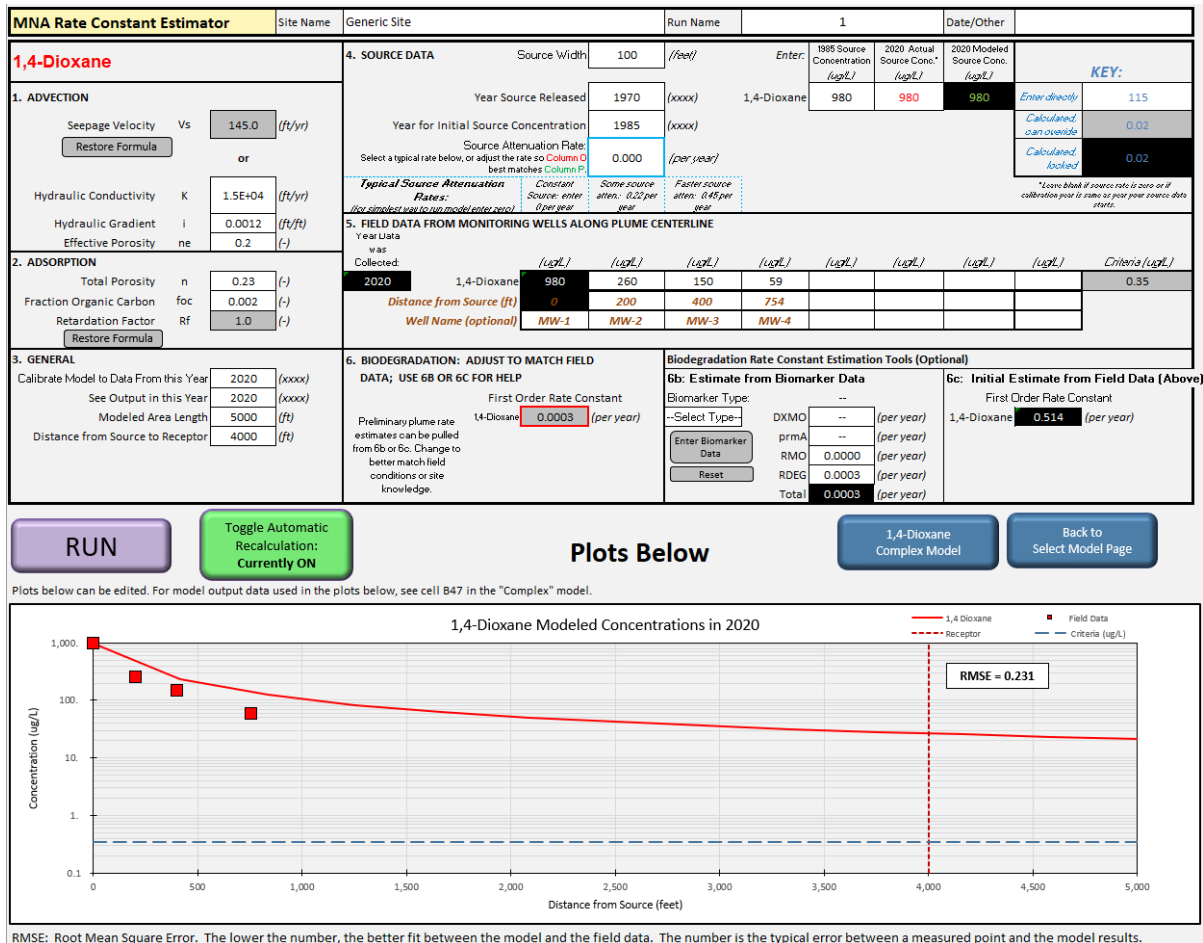 MNA Rate Constant Estimator Site Name Generic Site Run Name 1 Date/Other
1,4-Dioxane
1. ADVECTION
Seepage Velocity Vs 145.0 (ft/yr)
Restore Formula
or
Hydraulic Conductivity K 1.5E+04 (ft/yr)
Hydraulic Gradient i 0.0012 (ft/ft)
Effective Porosity ne 0.2 (-)
2. ADSORPTION
Total Porosity n 0.23 (-)
Fraction Organic Carbon foc 0.002 (-)
Retardation Factor Rf 1.0 (-)
Restore Formula
3. GENERAL
Calibrate Model to Data From this Year 2020 (xxxx)
See Output in this Year 2020 (xxxx)
Modeled Area Length 5000 (ft)
Distance from Source to Receptor 4000 (ft)
4. SOURCE DATA Source Width 100 (feet) Enter:
1985 Source Concentration (ug/L)
2020 Actual Source Conc.* (ug/L)
2020 Modeled Source Conc. (ug/L)
Year Source Released 1970 (xxxx) 1,4-Dioxane 980 980 980
Year for Initial Source Concentration 1985 (xxxx)
Source Attenuation Rate:
Select a typical rate below, or adjust the rate so Column O
best matches Column P. 0.000 (per year)
Typical Source Attenuation
Rates:
(for simplest way to run model enter zero)
Constant Source: enter 0 per year
Some source atten.: 0.22 per year
Faster source atten: 0.45 per year
KEY:
Enter directly 115
Calculated, can overide 0.02
Calculated, locked 0.02
*Leave blank if source rate is zero or if
calibration year is same as year your source data
starts.
5. FIELD DATA FROM MONITORING WELLS ALONG PLUME CENTERLINE
Year Data
was
Collected: (ug/L) (ug/L) (ug/L) (ug/L) (ug/L) (ug/L) (ug/L) (ug/L) Criteria (ug/L)
2020 1,4-Dioxane 980 260 150 59 0.35
Distance from Source (ft) 0 200 400 754
Well Name (optional) MW-1 MW-2 MW-3 MW-4
6. BIODEGRADATION: ADJUST TO MATCH FIELD
DATA; USE 6B OR 6C FOR HELP
First Order Rate Constant
1,4-Dioxane 0.0003 (per year)
Preliminary plume rate
estimates can be pulled
from 6b or 6c. Change to
better match field
conditions or site
knowledge.
Biodegradation Rate Constant Estimation Tools (Optional)
6b: Estimate from Biomarker Data
Biomarker Type: --
--Select Type-- DXMO -- (per year)
Enter Biomarker Data
prmA -- (per year)
RMO 0.0000 (per year)
Reset RDEG 0.0003 (per year)
Total 0.0003 (per year)
6c: Initial Estimate from Field Data (Above)
First Order Rate Constant
1,4-Dioxane 0.514 (per year)
RUN
Toggle Automatic
Recalculation:
Currently ON
Plots Below
1,4-Dioxane
Complex Model
Back to
Select Model Page
Plots below can be edited. For model output data used in the plots below, see cell B47 in the "Complex" model.
1,4-Dioxane Modeled Concentrations in 2020
1,4 Dioxane Field Data
Receptor Criteria (ug/L)
RMSE = 0.231
Concentration (ug/L)
1,000.
100.
10.
1.
0.1
0 500 1,000 1,500 2,000 2,500 3,000 3,500 4,000 4,500 5,000
Distance from Source (feet)
RMSE: Root Mean Square Error. The lower the number, the better fit between the model and the field data. The number is the typical error between a measured point and the model results.